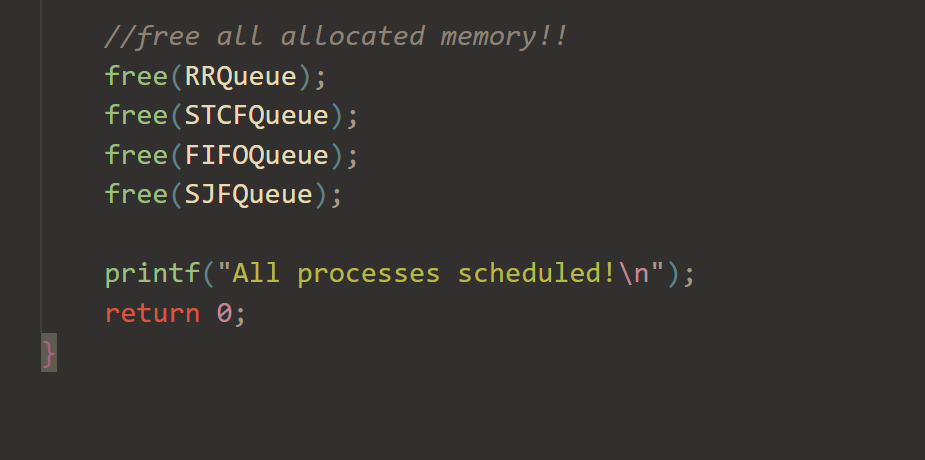 //free all allocated memory!!
free(RRQueue);
free(STCFQueue);
free(FIFOQueue);
free(SJFQueue);
printf("All processes scheduled!\n");
return 0;
}